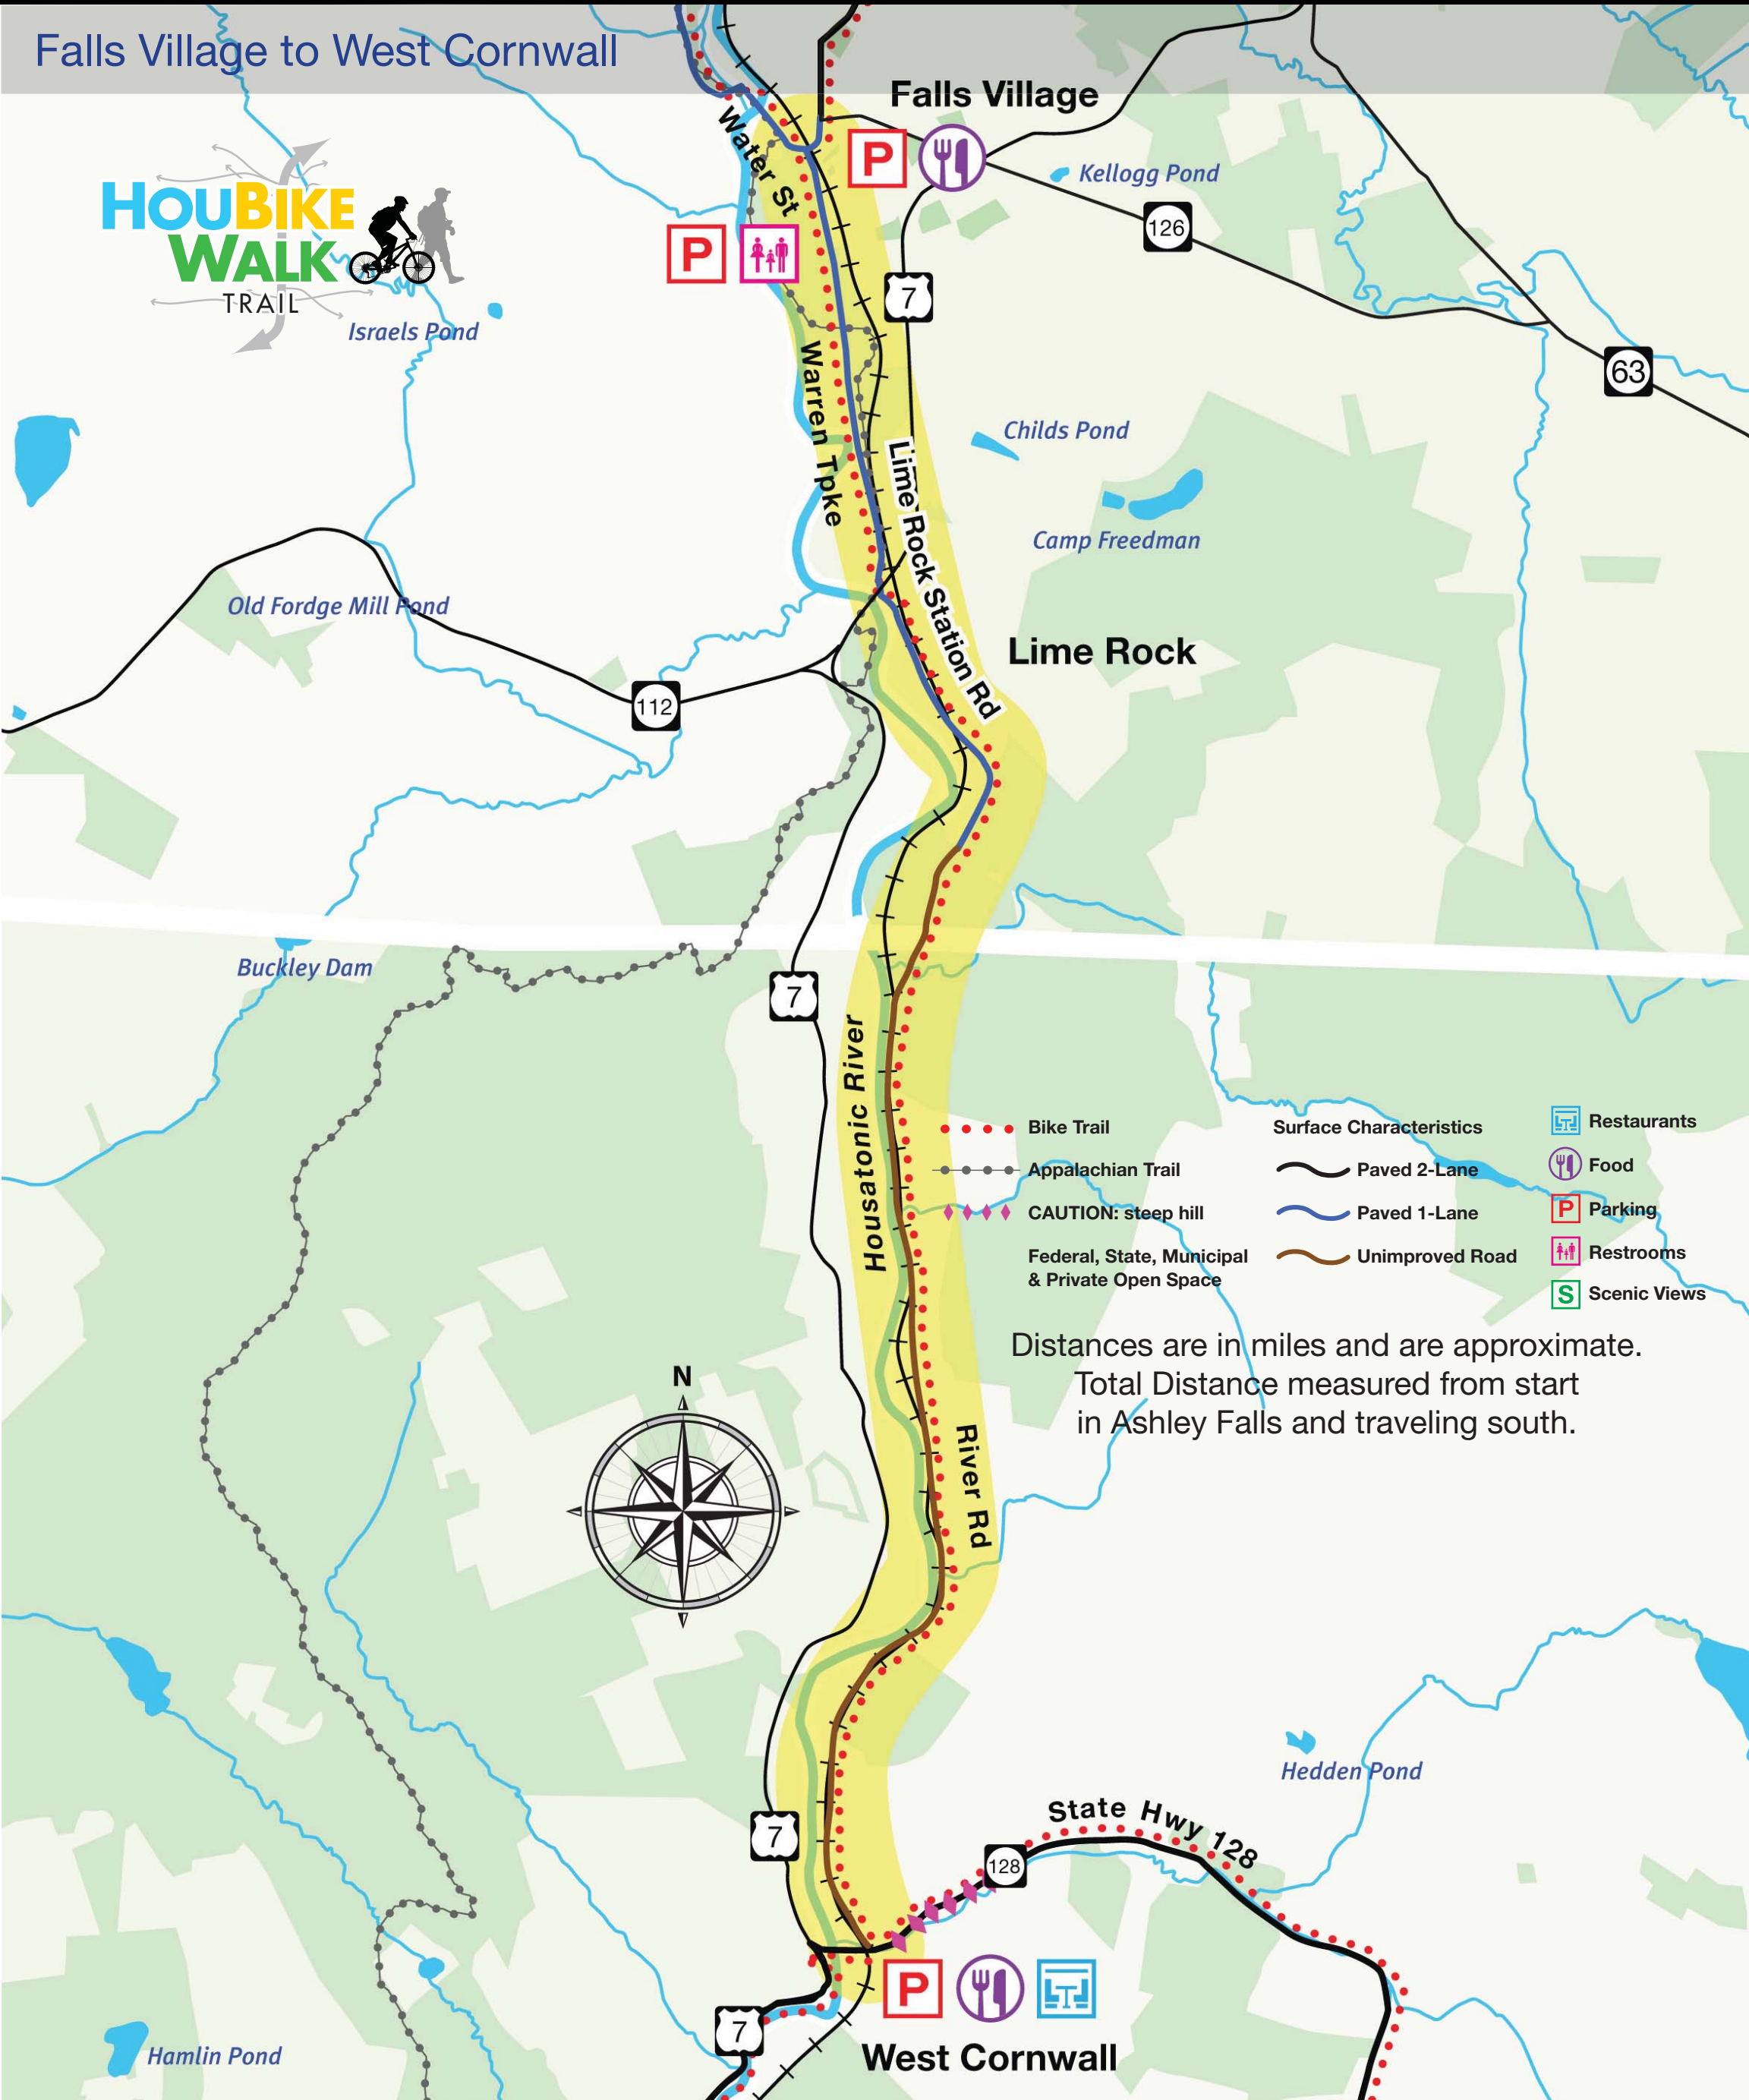 Falls Village to West Cornwall
Falls Village
Water St
P
Kellogg Pond
126
HOUBIKE
WALK
TRAIL
P
7
Israels Pond
Warren Tpke
63
Childs Pond
Lime Rock Station Rd
Camp Freedman
Old Fordge Mill Pond
Lime Rock
112
Buckley Dam
7
Housatonic River
Bike Trail
Appalachian Trail
CAUTION: steep hill
Federal, State, Municipal
& Private Open Space
Surface Characteristics
Paved 2-Lane
Paved 1-Lane
Unimproved Road
Restaurants
Food
P Parking
Restrooms
S Scenic Views
Distances are in miles and are approximate.
Total Distance measured from start
in Ashley Falls and traveling south.
N
River Rd
Hedden Pond
State Hwy 128
7
128
P
7
West Cornwall
Hamlin Pond